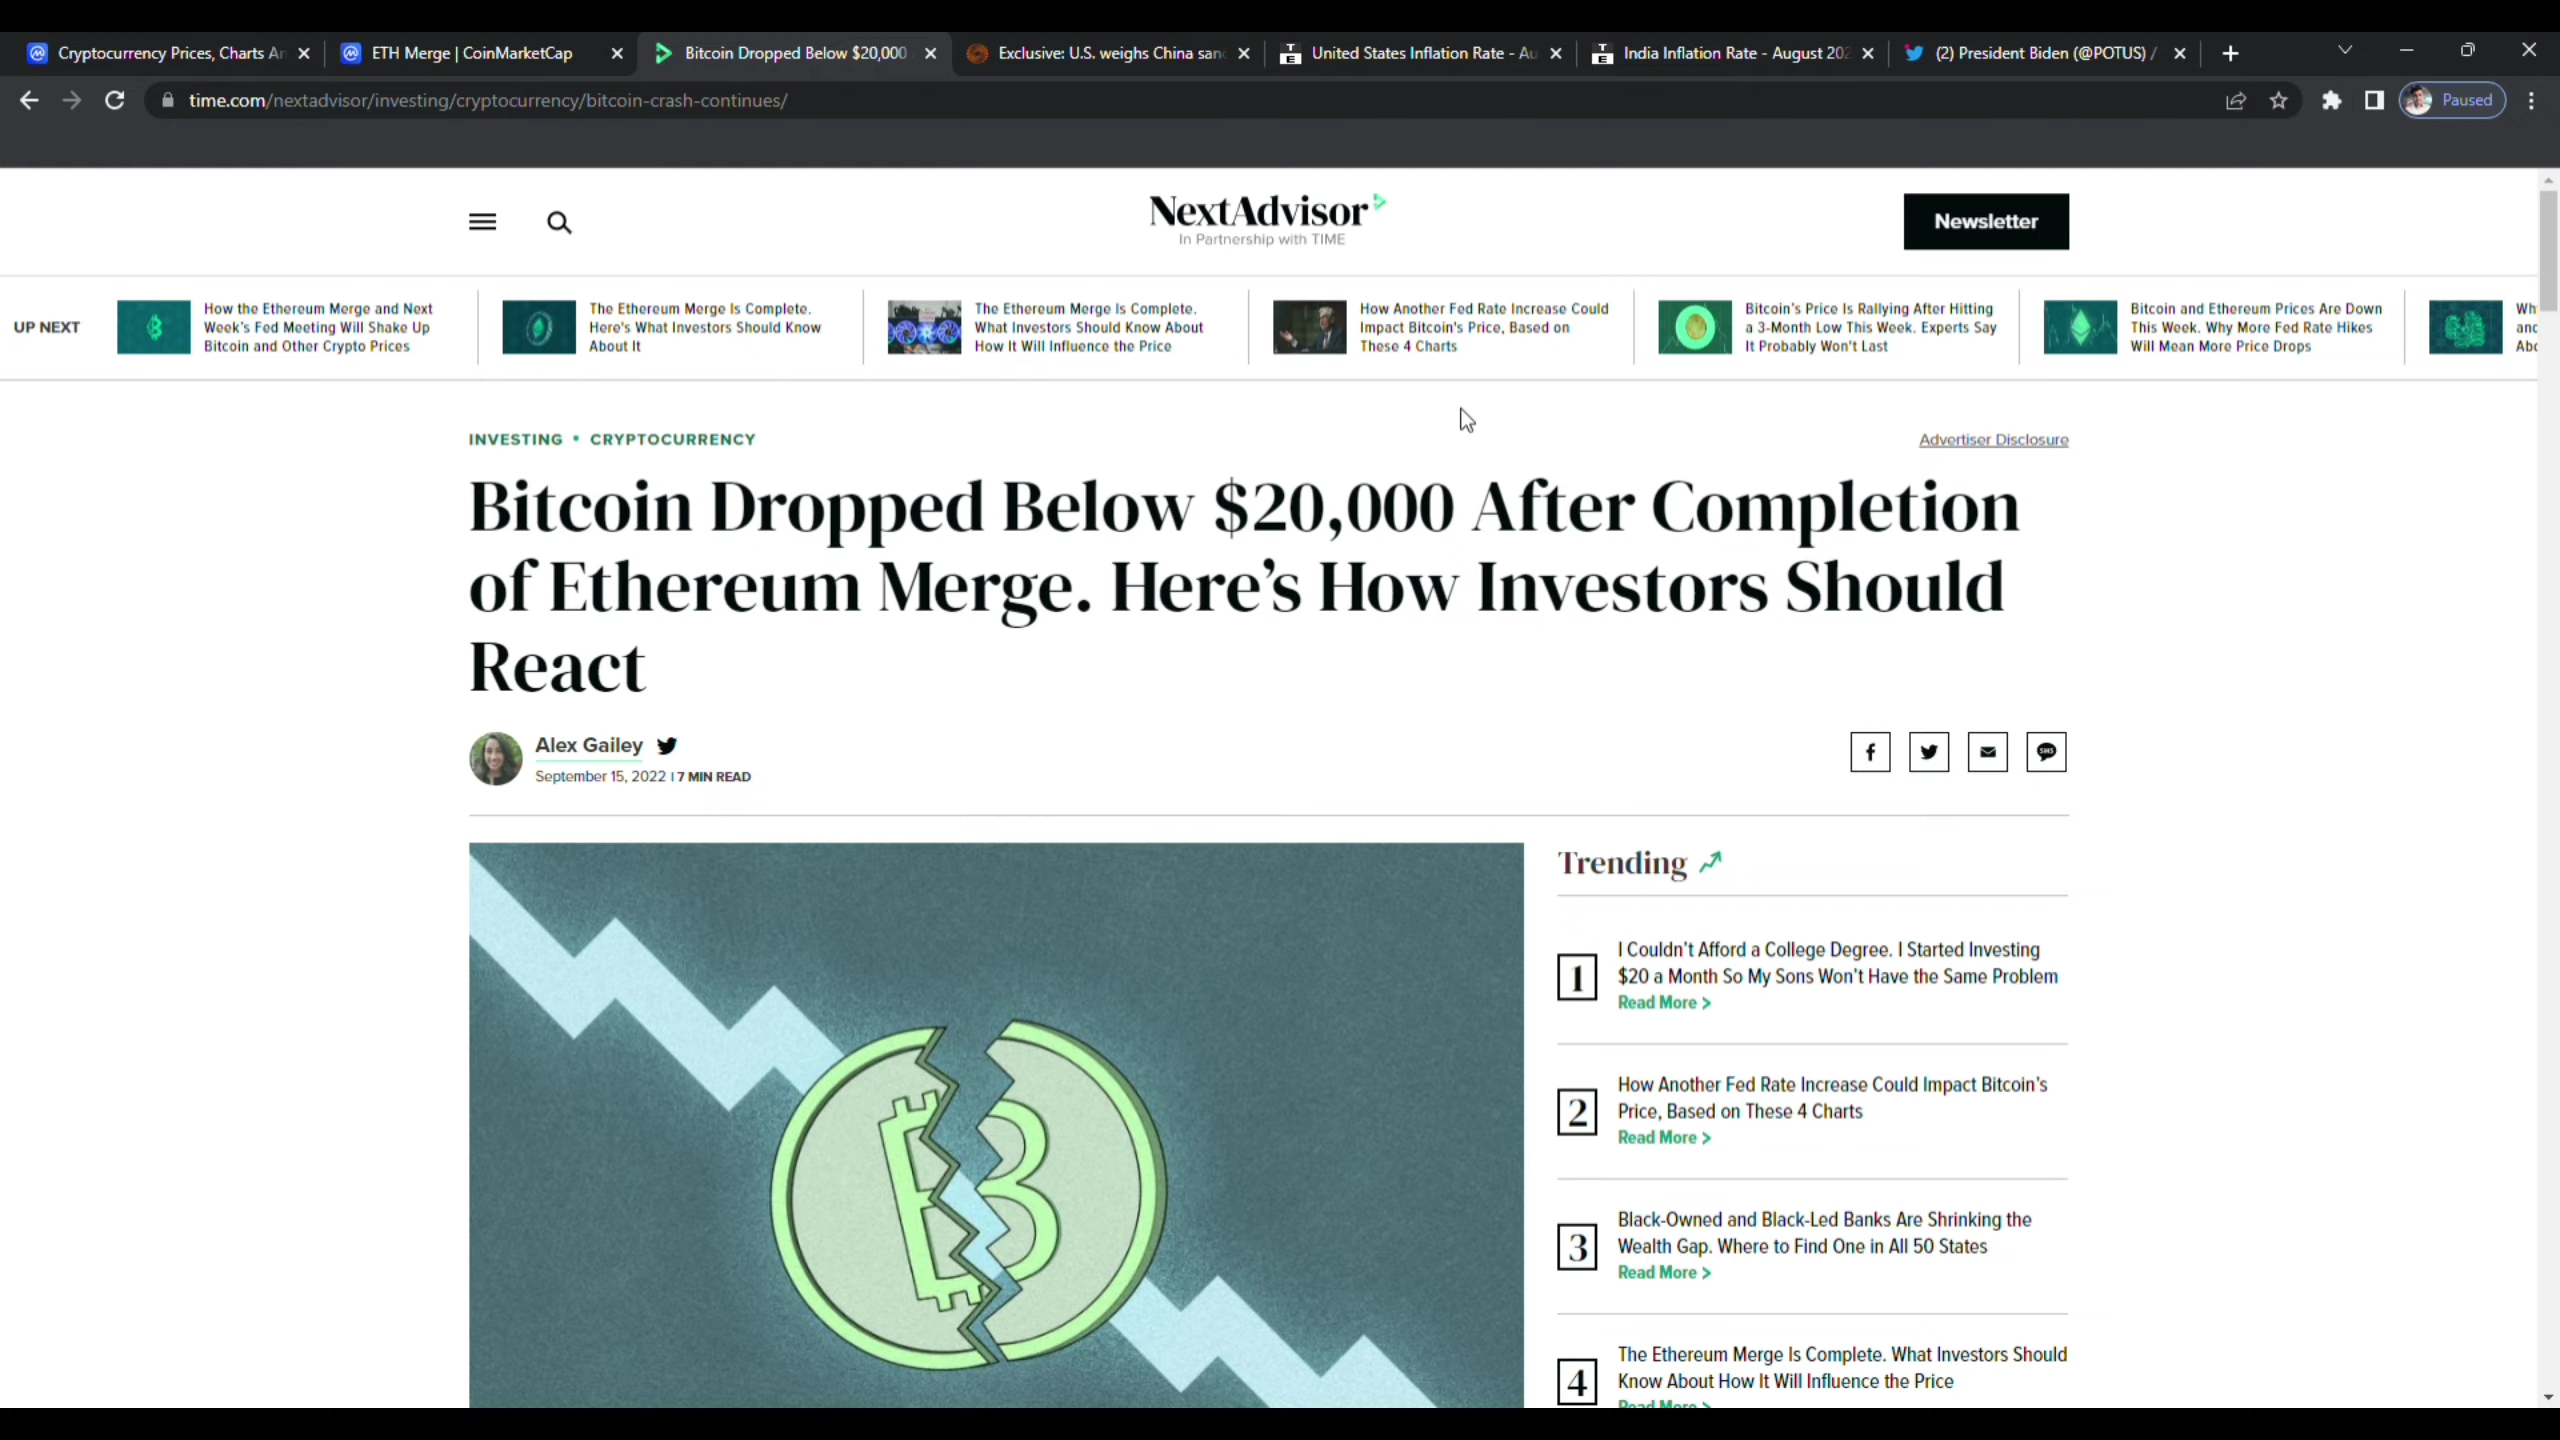 Cryptocurrency Prices, Charts An
ETH Merge | CoinMarketCap
Bitcoin Dropped Below $20,000
Exclusive: U.S. weighs China san
United States Inflation Rate - Au
India Inflation Rate - August 202
(2) President Biden (@POTUS) /
time.com/nextadvisor/investing/cryptocurrency/bitcoin-crash-continues/
Paused
NextAdvisor
In Partnership with TIME
Newsletter
UP NEXT
How the Ethereum Merge and Next
Week's Fed Meeting Will Shake Up
Bitcoin and Other Crypto Prices
The Ethereum Merge Is Complete.
Here's What Investors Should Know
About It
The Ethereum Merge Is Complete.
What Investors Should Know About
How It Will Influence the Price
How Another Fed Rate Increase Could
Impact Bitcoin's Price, Based on
These 4 Charts
Bitcoin's Price Is Rallying After Hitting
a 3-Month Low This Week. Experts Say
It Probably Won't Last
Bitcoin and Ethereum Prices Are Down
This Week. Why More Fed Rate Hikes
Will Mean More Price Drops
INVESTING • CRYPTOCURRENCY
Advertiser Disclosure
Bitcoin Dropped Below $20,000 After Completion
of Ethereum Merge. Here's How Investors Should
React
Alex Gailey
September 15, 2022 | 7 MIN READ
SMS
Trending
1
I Couldn't Afford a College Degree. I Started Investing
$20 a Month So My Sons Won't Have the Same Problem
Read More >
2
How Another Fed Rate Increase Could Impact Bitcoin's
Price, Based on These 4 Charts
Read More >
3
Black-Owned and Black-Led Banks Are Shrinking the
Wealth Gap. Where to Find One in All 50 States
Read More >
4
The Ethereum Merge Is Complete. What Investors Should
Know About How It Will Influence the Price
Read More >